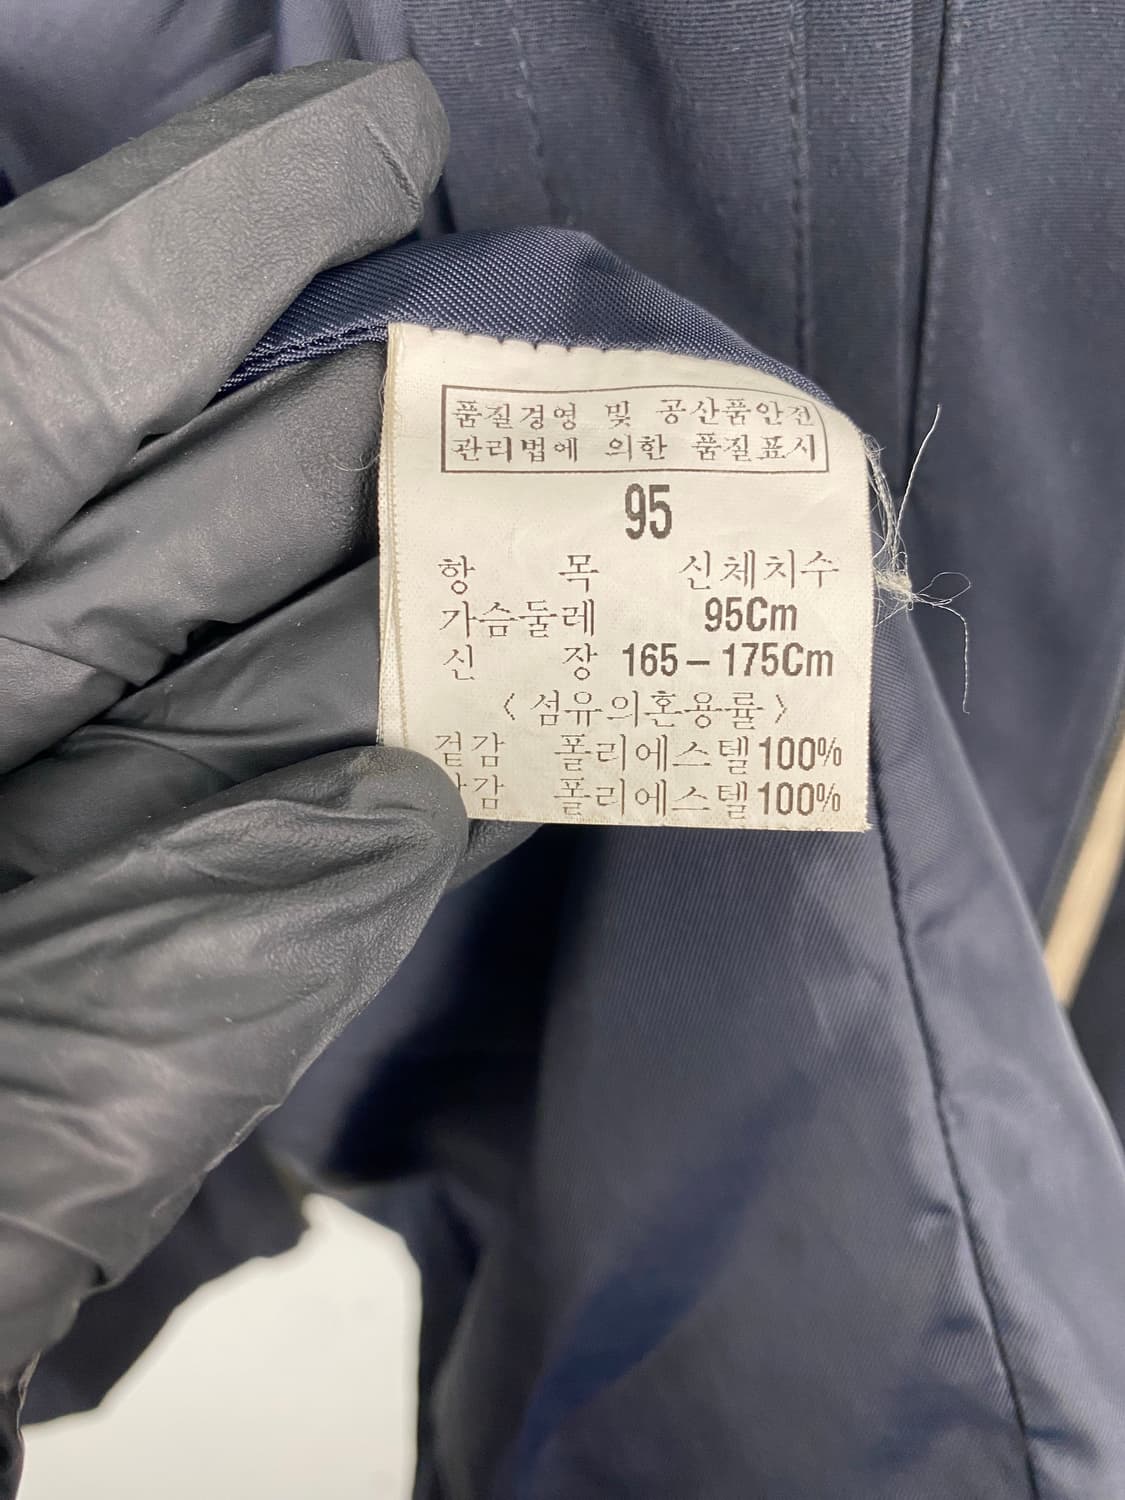 품질경영 및 공산품안전
관리법에 의한 품질표시
95
항 목 신체치수
가슴둘레 95Cm
신 장 165-175Cm
<섬유의혼용률>
겉감 폴리에스텔100%
폴리에스텔100%